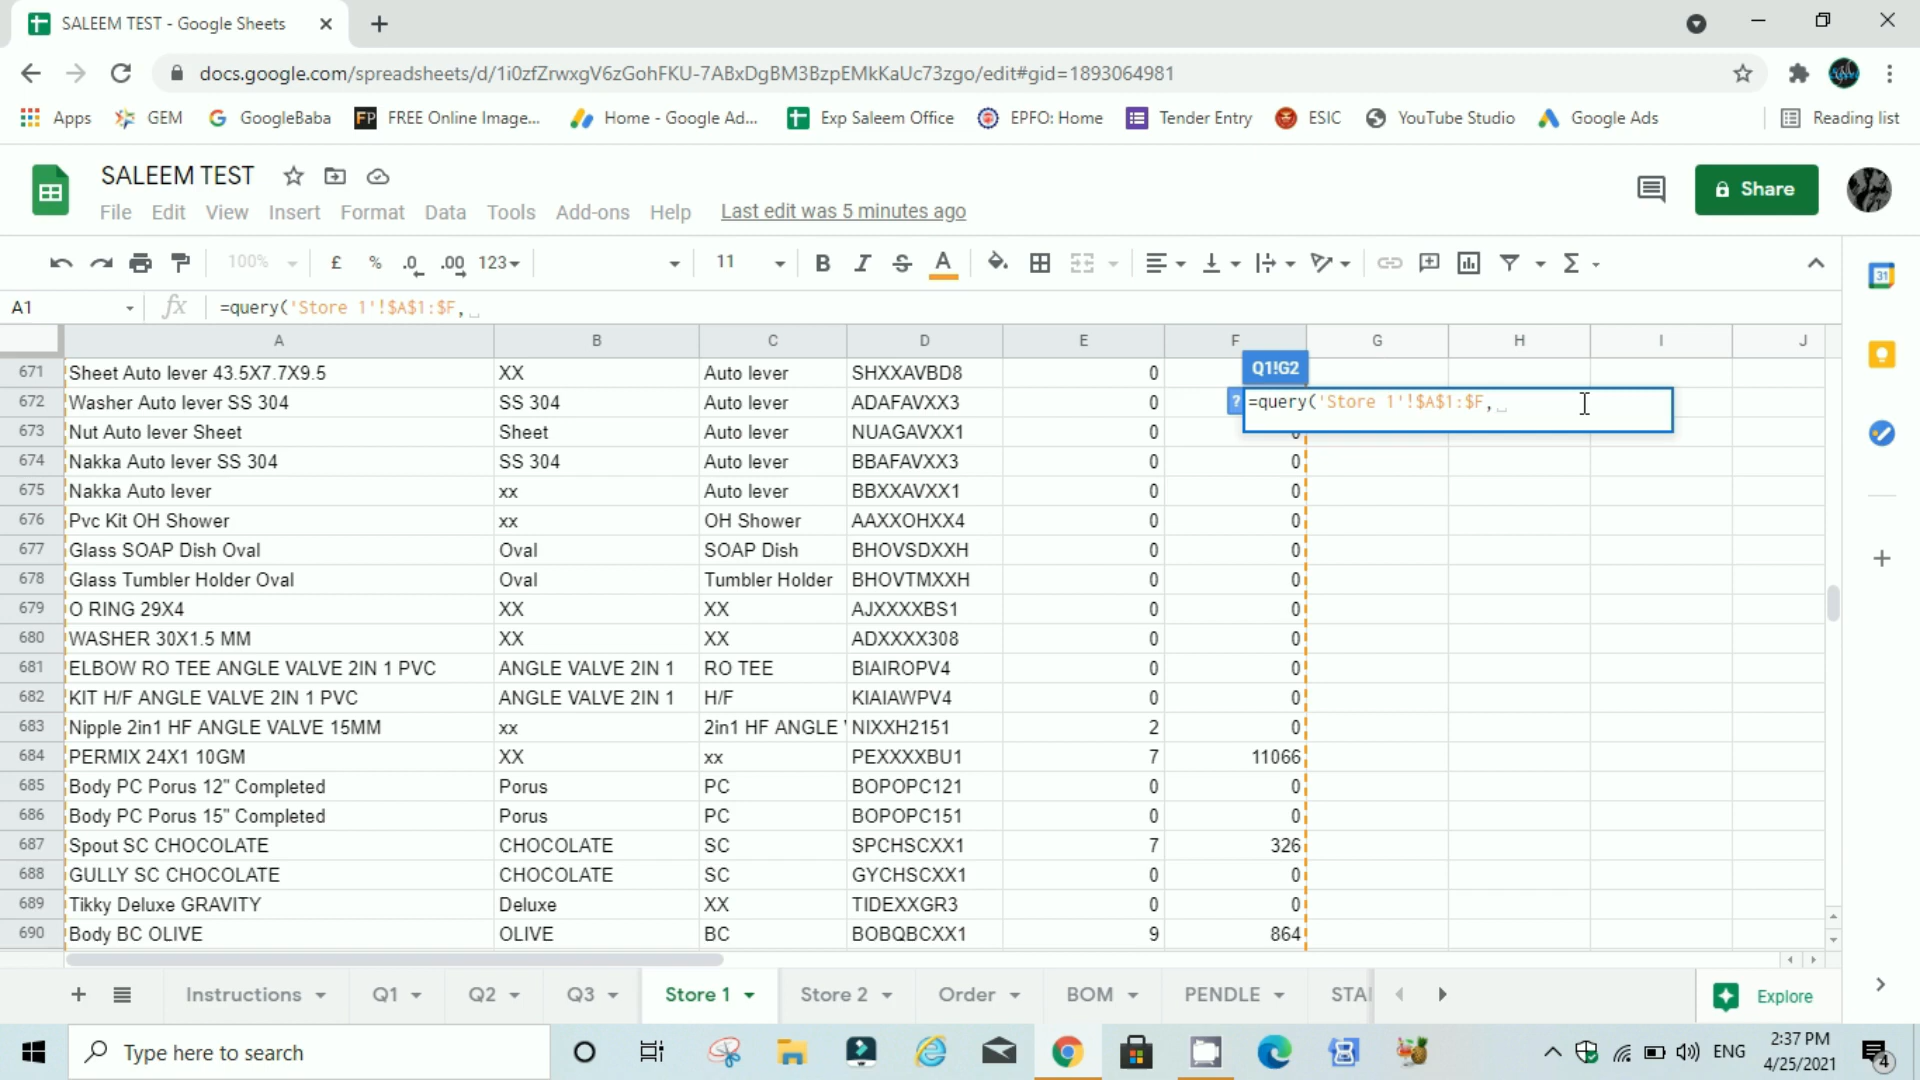 SALEEM TEST - Google Sheets
docs.google.com/spreadsheets/d/1i0zfZrwxgV6zGohFKU-7ABxDgBM3BzpEMkKaUc73zgo/edit#gid=1893064981
Apps GEM GoogleBaba FP FREE Online Image... Home - Google Ad... Exp Saleem Office EPFO: Home Tender Entry ESIC YouTube Studio Google Ads Reading list
SALEEM TEST
Share
File Edit View Insert Format Data Tools Add-ons Help Last edit was 5 minutes ago
100% £ % .0 .00 123 11 B I S A Σ
31
A1 fx =query('Store 1'!$A$1:$F,
A B C D E F G H I J
671 Sheet Auto lever 43.5X7.7X9.5 XX Auto lever SHXXAVBD8 0
Q1!G2
672 Washer Auto lever SS 304 SS 304 Auto lever ADAFAVXX3 0
? =query('Store 1'!$A$1:$F,
673 Nut Auto lever Sheet Sheet Auto lever NUAGAVXX1 0
674 Nakka Auto lever SS 304 SS 304 Auto lever BBAFAVXX3 0 0
675 Nakka Auto lever xx Auto lever BBXXAVXX1 0 0
676 Pvc Kit OH Shower xx OH Shower AAXXOHXX4 0 0
677 Glass SOAP Dish Oval Oval SOAP Dish BHOVSDXXH 0 0
678 Glass Tumbler Holder Oval Oval Tumbler Holder BHOVTMXXH 0 0
679 O RING 29X4 XX XX AJXXXXBS1 0 0
680 WASHER 30X1.5 MM XX XX ADXXXX308 0 0
681 ELBOW RO TEE ANGLE VALVE 2IN 1 PVC ANGLE VALVE 2IN 1 RO TEE BIAIROPV4 0 0
682 KIT H/F ANGLE VALVE 2IN 1 PVC ANGLE VALVE 2IN 1 H/F KIAIAWPV4 0 0
683 Nipple 2in1 HF ANGLE VALVE 15MM xx 2in1 HF ANGLE NIXXH2151 2 0
684 PERMIX 24X1 10GM XX xx PEXXXXBU1 7 11066
685 Body PC Porus 12" Completed Porus PC BOPOPC121 0 0
686 Body PC Porus 15" Completed Porus PC BOPOPC151 0 0
687 Spout SC CHOCOLATE CHOCOLATE SC SPCHSCXX1 7 326
688 GULLY SC CHOCOLATE CHOCOLATE SC GYCHSCXX1 0 0
689 Tikky Deluxe GRAVITY Deluxe XX TIDEXXGR3 0 0
690 Body BC OLIVE OLIVE BC BOBQBCXX1 9 864
Instructions Q1 Q2 Q3 Store 1 Store 2 Order BOM PENDLE STA Explore
Type here to search ENG 2:37 PM
4/25/2021 4